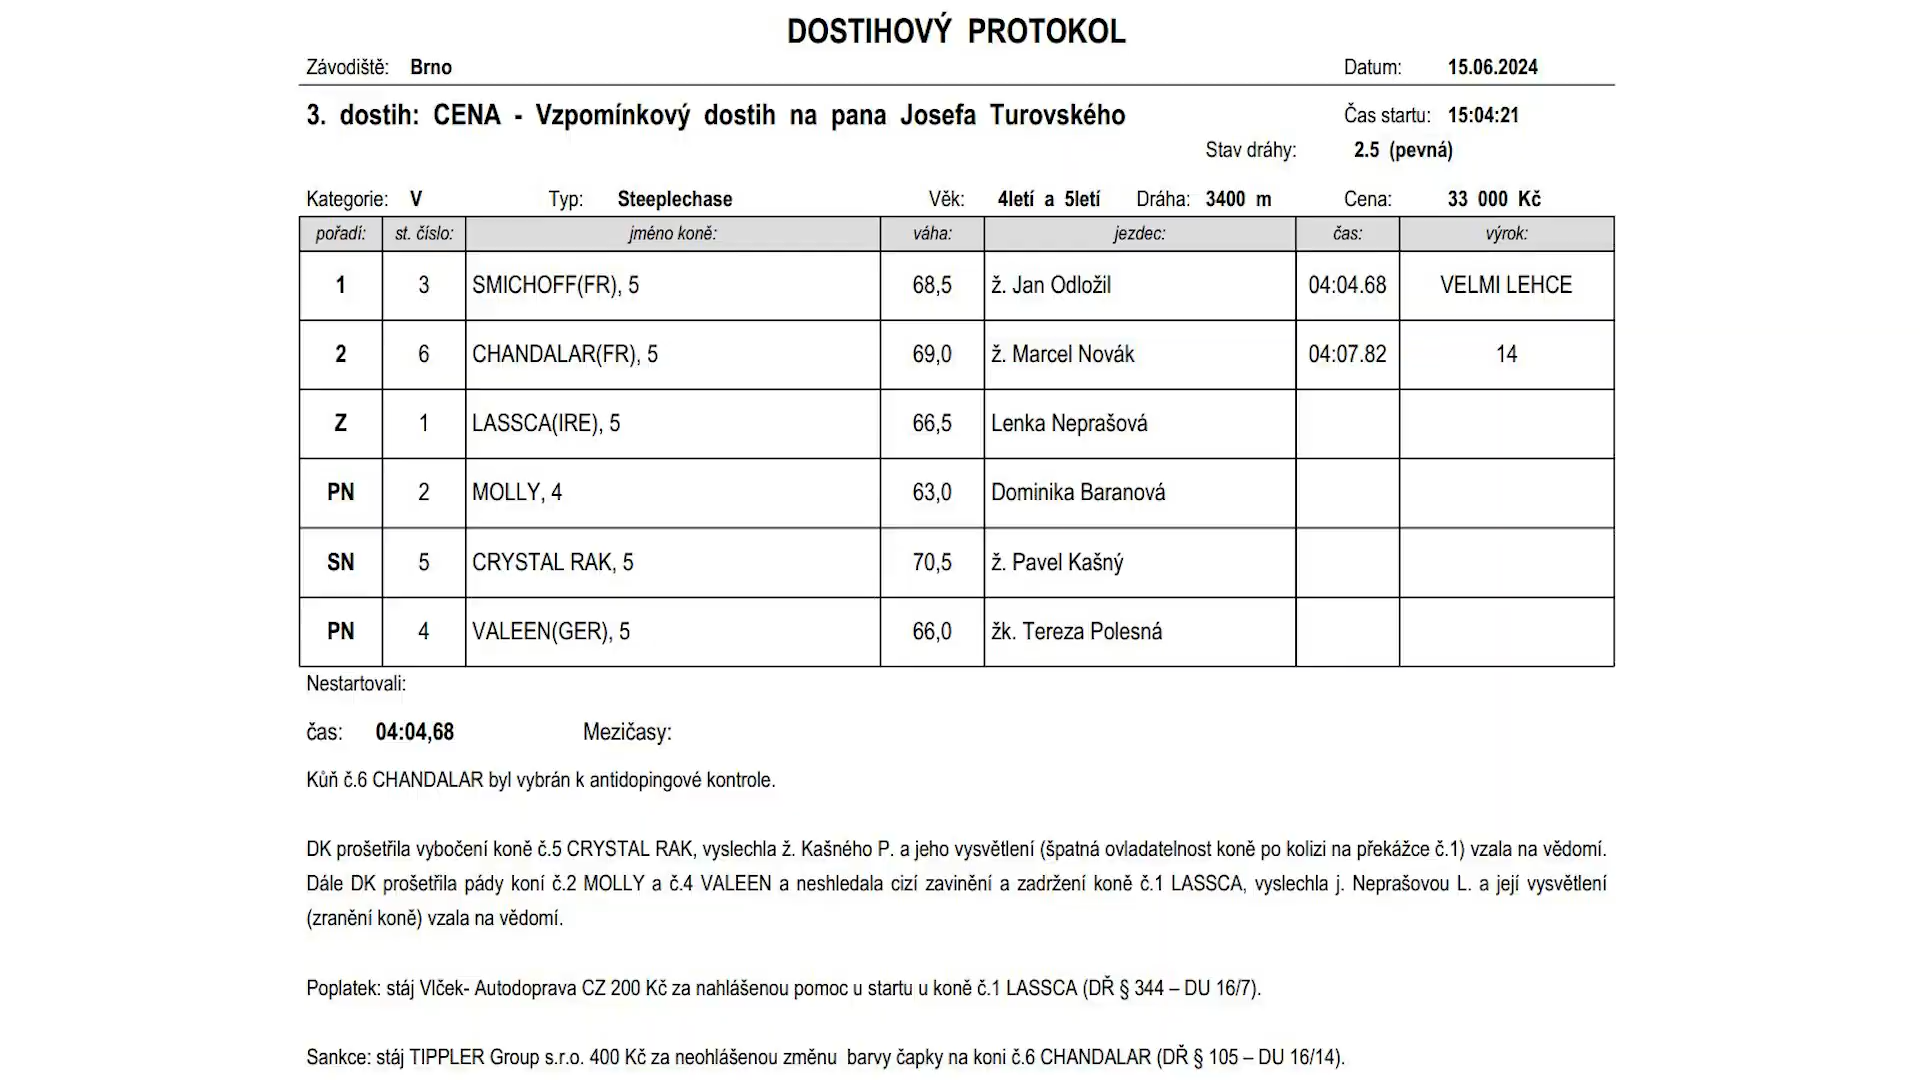 DOSTIHOVÝ PROTOKOL
Závodiště: Brno Datum: 15.06.2024
3. dostih: CENA - Vzpomínkový dostih na pana Josefa Turovského Čas startu: 15:04:21
Stav dráhy: 2.5 (pevná)
Kategorie: V Typ: Steeplechase Věk: 4letí a 5letí Dráha: 3400 m Cena: 33 000 Kč
pořadí: st. číslo: jméno koně: váha: jezdec: čas: výrok:
1 3 SMICHOFF(FR), 5 68,5 ž. Jan Odložil 04:04.68 VELMI LEHCE
2 6 CHANDALAR(FR), 5 69,0 ž. Marcel Novák 04:07.82 14
Z 1 LASSCA(IRE), 5 66,5 Lenka Neprašová
PN 2 MOLLY, 4 63,0 Dominika Baranová
SN 5 CRYSTAL RAK, 5 70,5 ž. Pavel Kašný
PN 4 VALEEN(GER), 5 66,0 žk. Tereza Polesná
Nestartovali:
čas: 04:04,68 Mezičasy:
Kůň č.6 CHANDALAR byl vybrán k antidopingové kontrole.
DK prošetřila vybočení koně č.5 CRYSTAL RAK, vyslechla ž. Kašného P. a jeho vysvětlení (špatná ovladatelnost koně po kolizi na překážce č.1) vzala na vědomí.
Dále DK prošetřila pády koní č.2 MOLLY a č.4 VALEEN a neshledala cizí zavinění a zadržení koně č.1 LASSCA, vyslechla j. Neprašovou L. a její vysvětlení
(zranění koně) vzala na vědomí.
Poplatek: stáj Vlček- Autodoprava CZ 200 Kč za nahlášenou pomoc u startu u koně č.1 LASSCA (DŘ § 344 – DU 16/7).
Sankce: stáj TIPPLER Group s.r.o. 400 Kč za neohlášenou změnu barvy čapky na koni č.6 CHANDALAR (DŘ § 105 – DU 16/14).